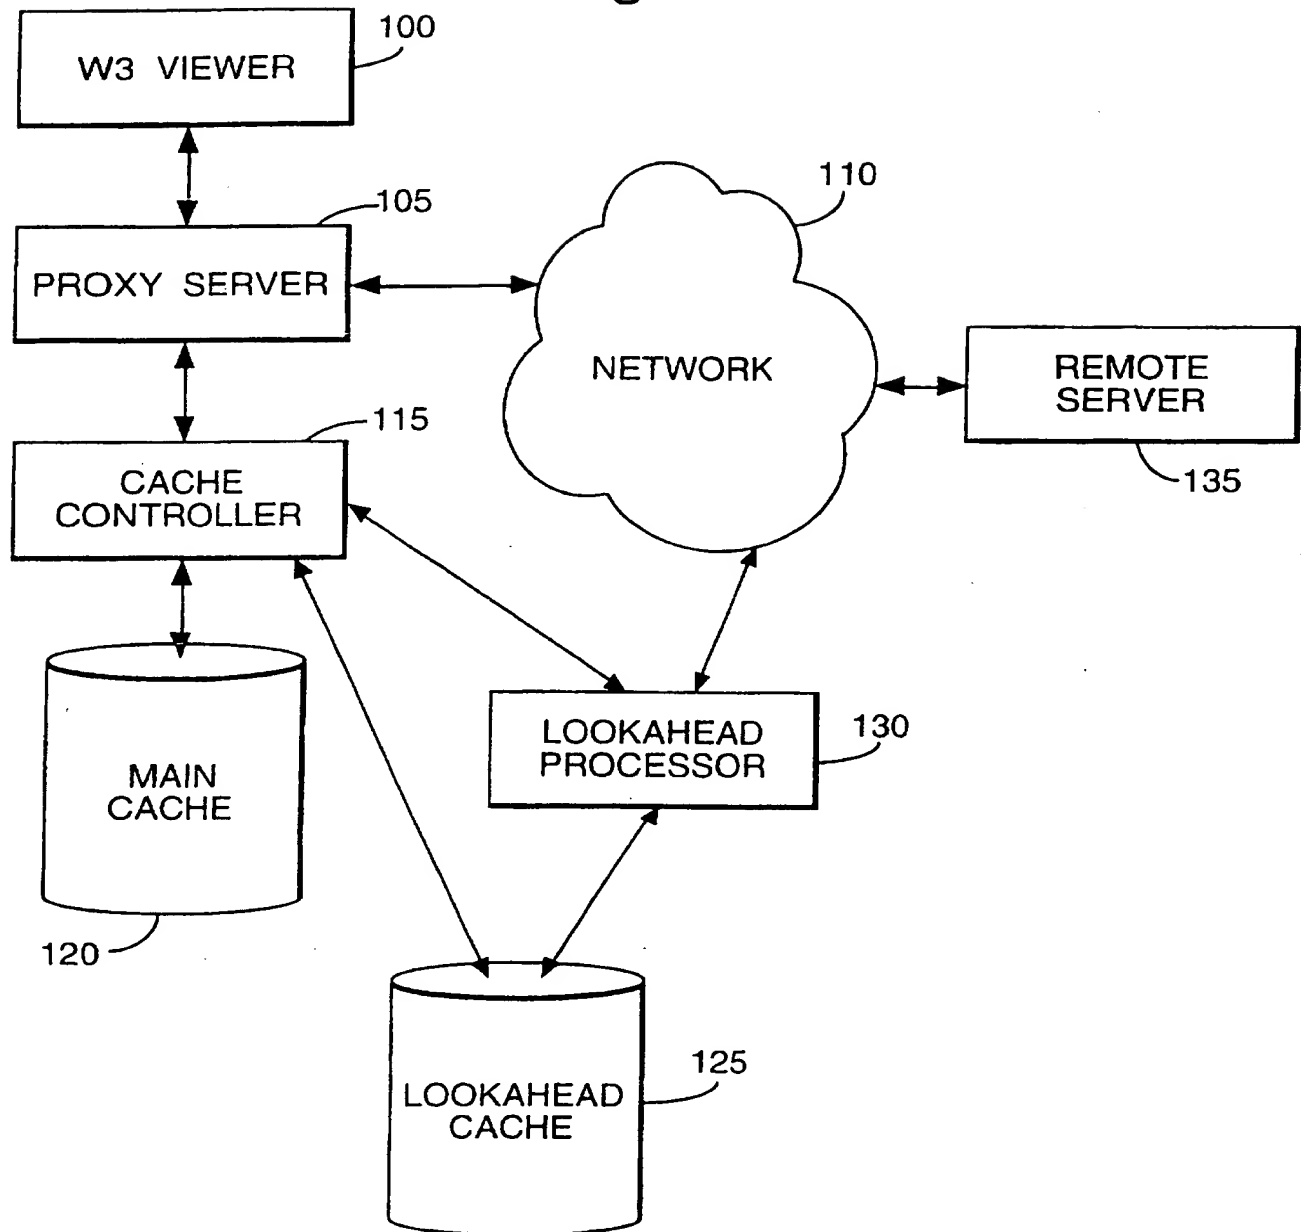 W3 VIEWER
100
105
PROXY SERVER
110
NETWORK
REMOTE
SERVER
135
115
CACHE
CONTROLLER
LOOKAHEAD
PROCESSOR
130
MAIN
CACHE
120
LOOKAHEAD
CACHE
125